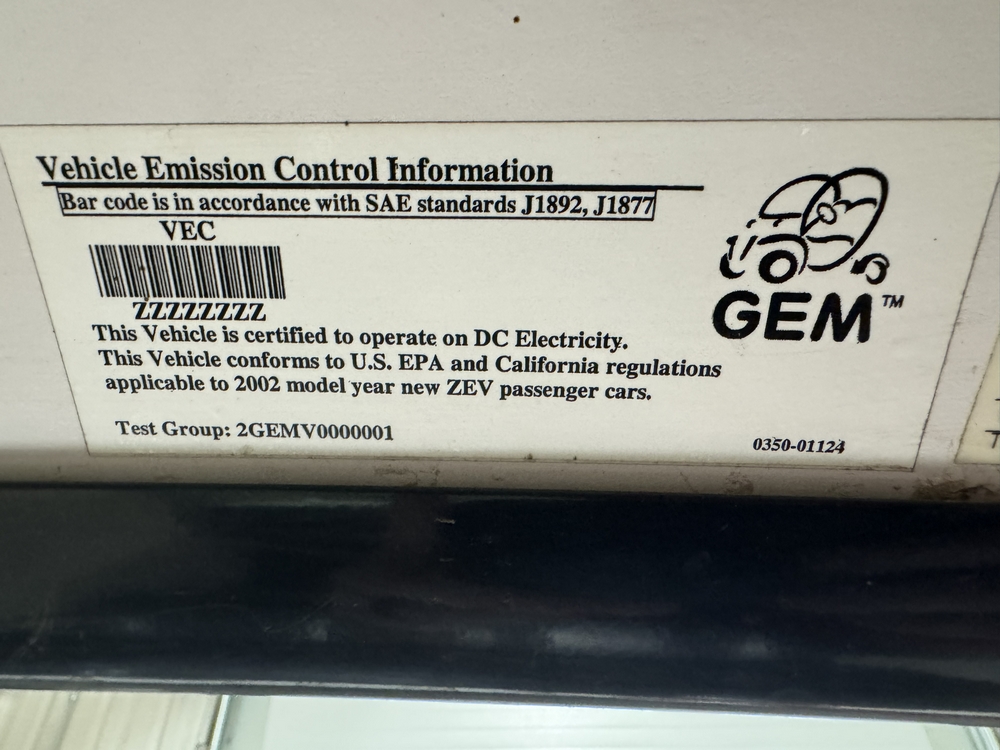 Vehicle Emission Control Information
Bar code is in accordance with SAE standards J1892, J1877
VEC
ZZZZZZZZ
This Vehicle is certified to operate on DC Electricity.
This Vehicle conforms to U.S. EPA and California regulations
applicable to 2002 model year new ZEV passenger cars.
Test Group: 2GEMV0000001
0350-01124
GEM™